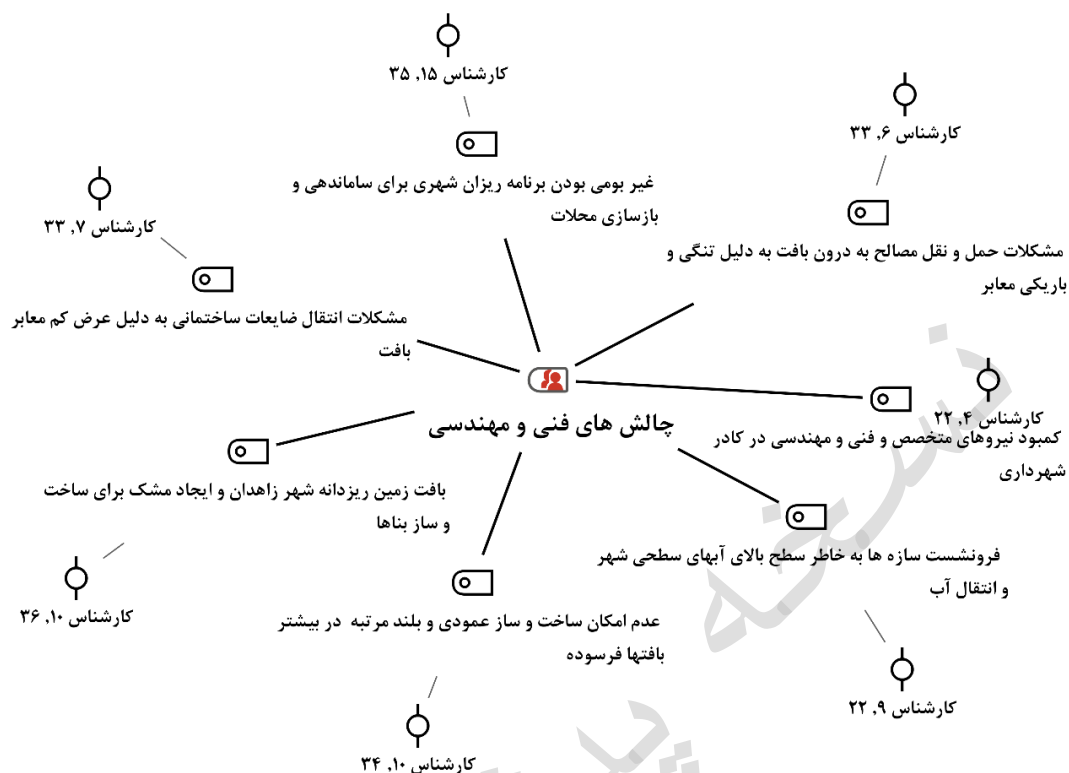 کارشناس ۱۵, ۳۵
غیر بومی بودن برنامه ریزان شهری برای ساماندهی و
بازسازی محلات
کارشناس ۶, ۳۳
مشکلات حمل و نقل مصالح به درون بافت به دلیل تنگی و
باریکی معابر
کارشناس ۷, ۳۳
مشکلات انتقال ضایعات ساختمانی به دلیل عرض کم معابر
بافت
چالش های فنی و مهندسی
کارشناس ۴, ۲۲
کمبود نیروهای متخصص و فنی و مهندسی در کادر
شهرداری
بافت زمین ریزدانه شهر زاهدان و ایجاد مشک برای ساخت
و ساز بناها
کارشناس ۱۰, ۳۶
فرونشست سازه ها به خاطر سطح بالای آبهای سطحی شهر
و انتقال آب
کارشناس ۹, ۲۲
عدم امکان ساخت و ساز عمودی و بلند مرتبه در بیشتر
بافتها فرسوده
کارشناس ۱۰, ۳۴
نسخه